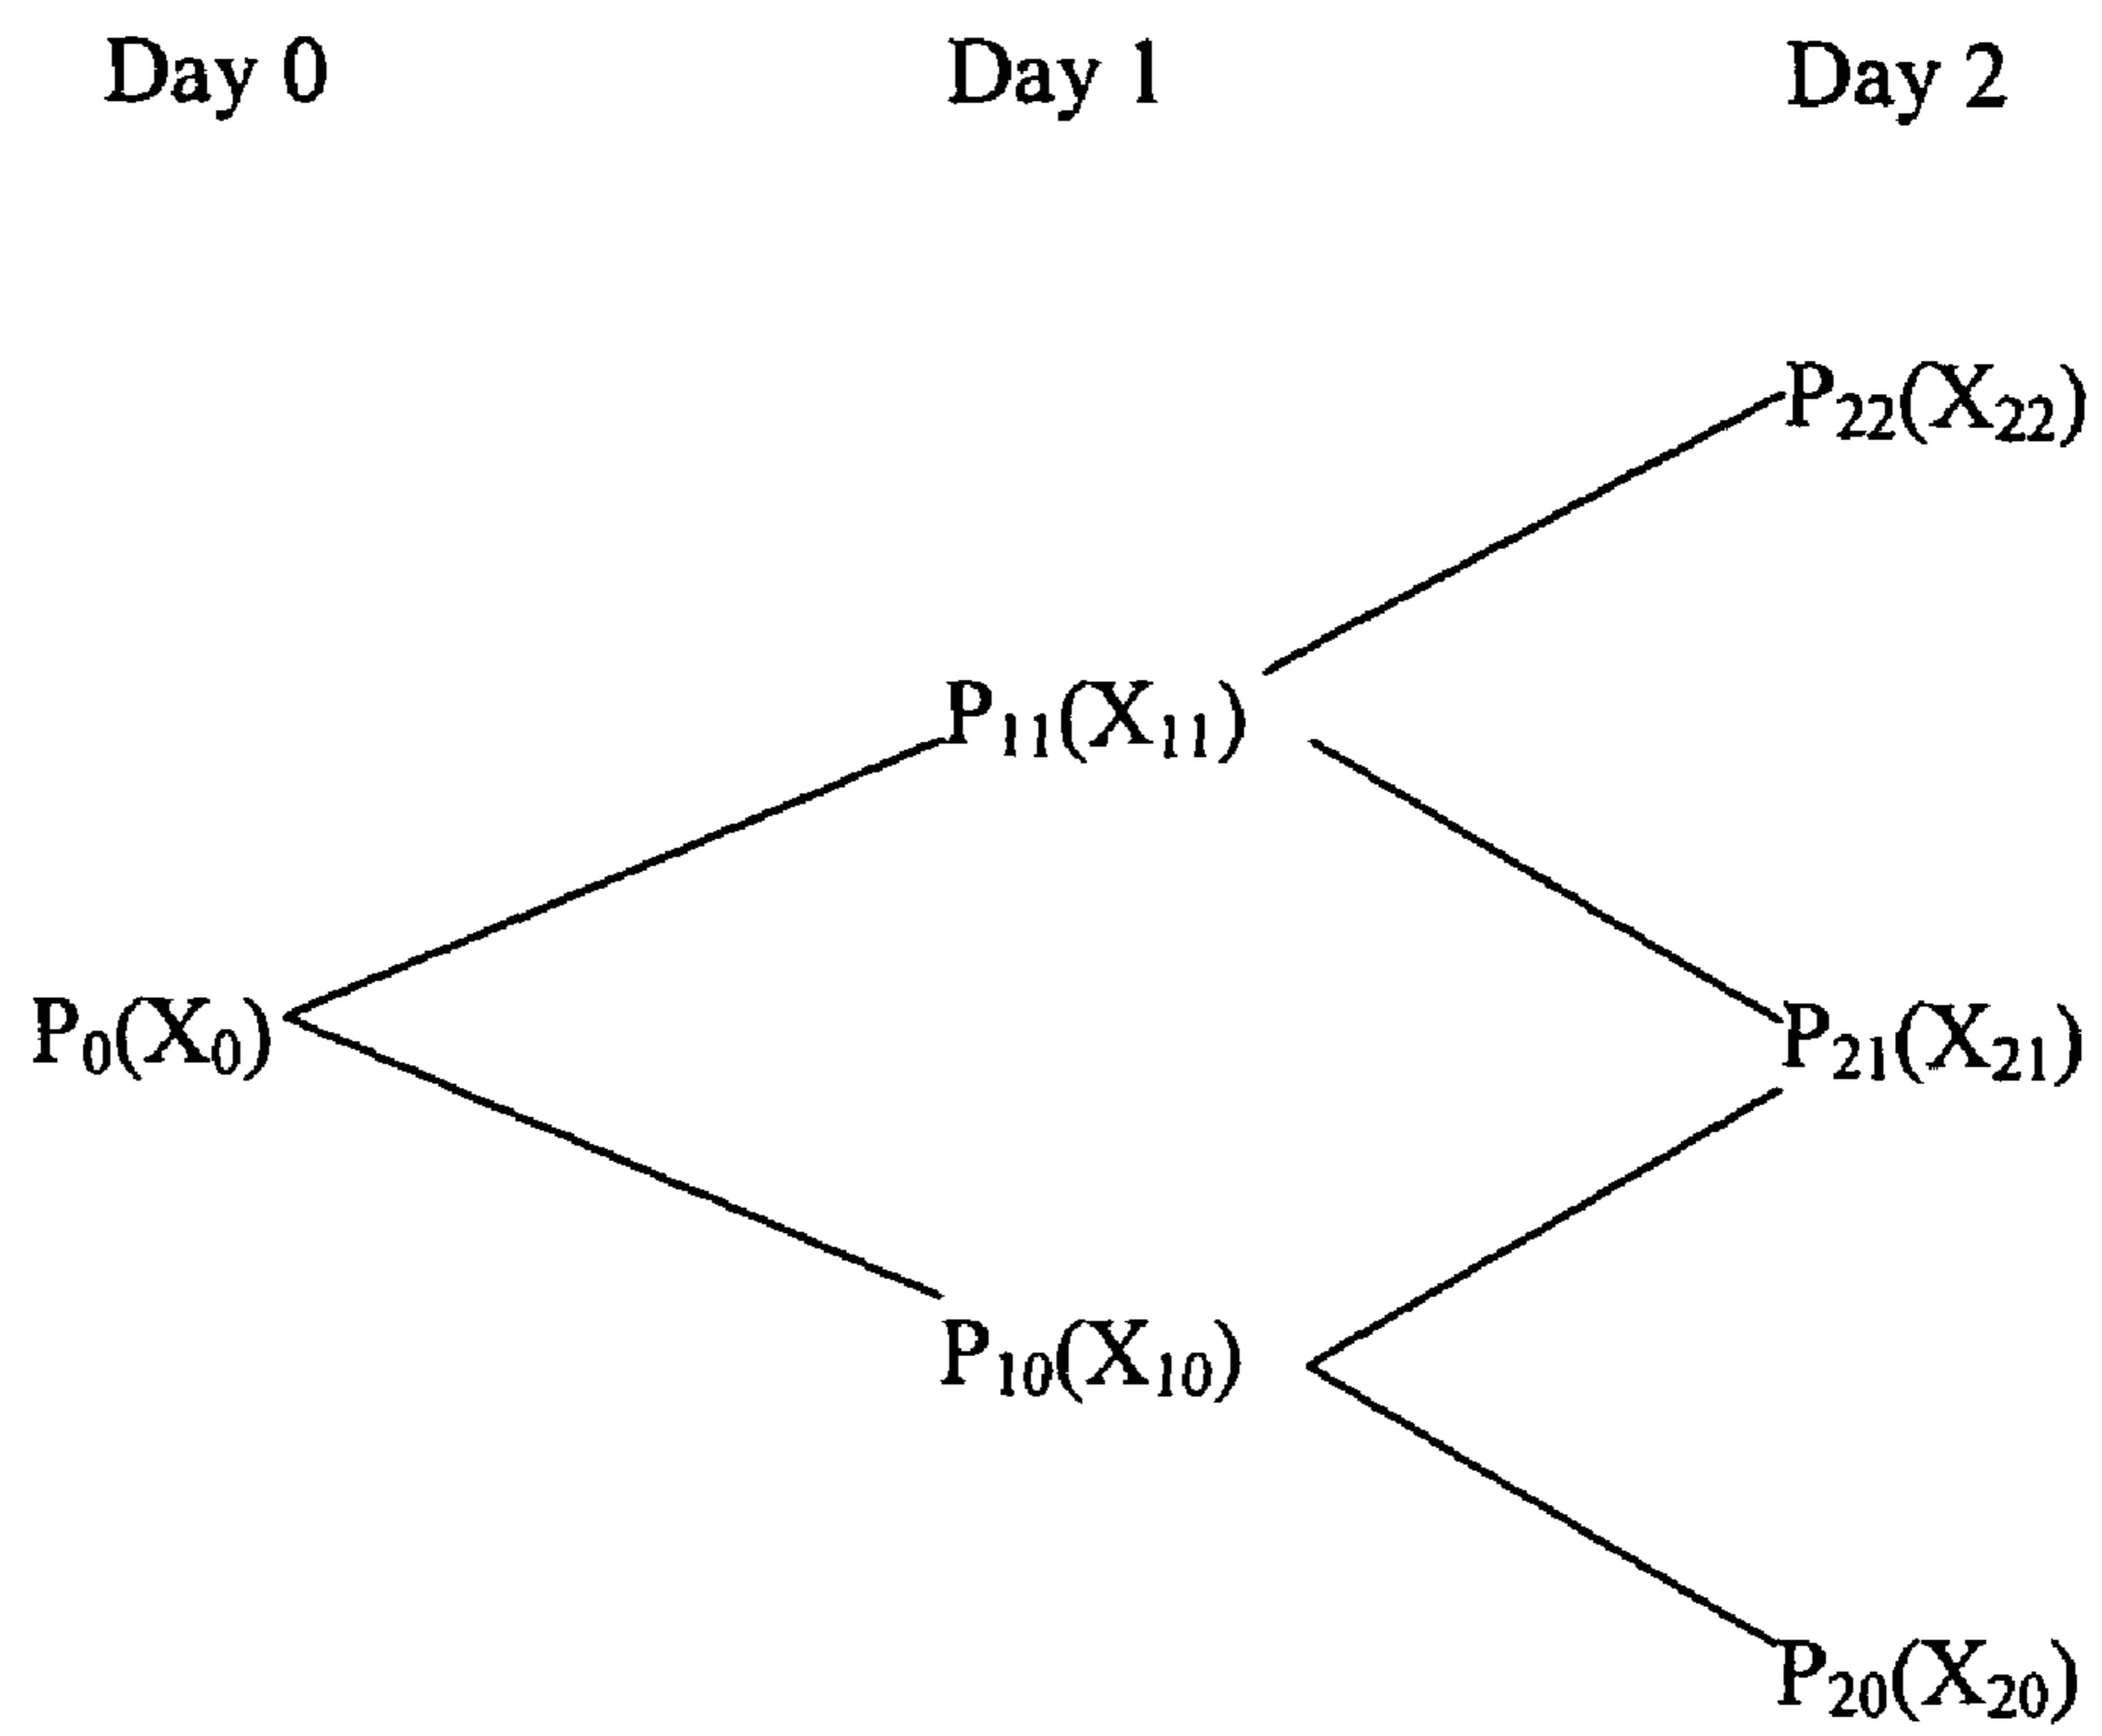 Day 0 Day 1 Day 2
P₂₂(X₂₂)
P₁₁(X₁₁)
P₀(X₀) P₂₁(X₂₁)
P₁₀(X₁₀)
P₂₀(X₂₀)